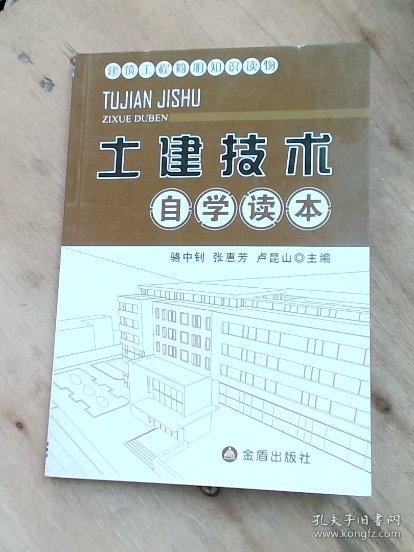 建筑工程简明知识读物
TUJIAN JISHU
ZIXUE DUBEN
土建技术
自学读本
骆中钊 张惠芳 卢昆山◎主编
金盾出版社
孔夫子旧书网
www.kongfz.com